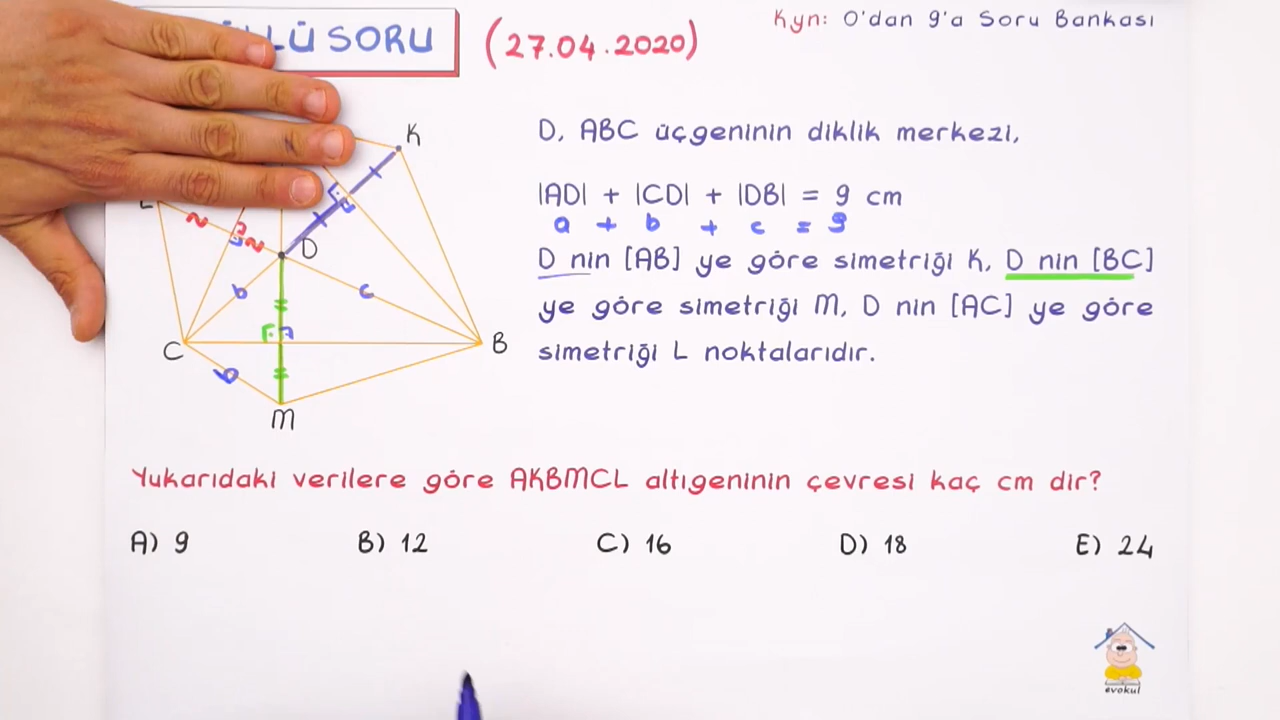 LÜ SORU
(27.04.2020)
Kyn: 0'dan 9'a Soru Bankası
K
D, ABC üçgeninin diklik merkezi,
|AD| + |CD| + |DB| = 9 cm
a + b + c = 9
D
D nin [AB] ye göre simetriği K, D nin [BC]
b
c
ye göre simetriği M, D nin [AC] ye göre
C
B
simetriği L noktalarıdır.
b
M
Yukarıdaki verilere göre AKBMCL altıgeninin çevresi kaç cm dir?
A) 9 B) 12 C) 16 D) 18 E) 24
evokul